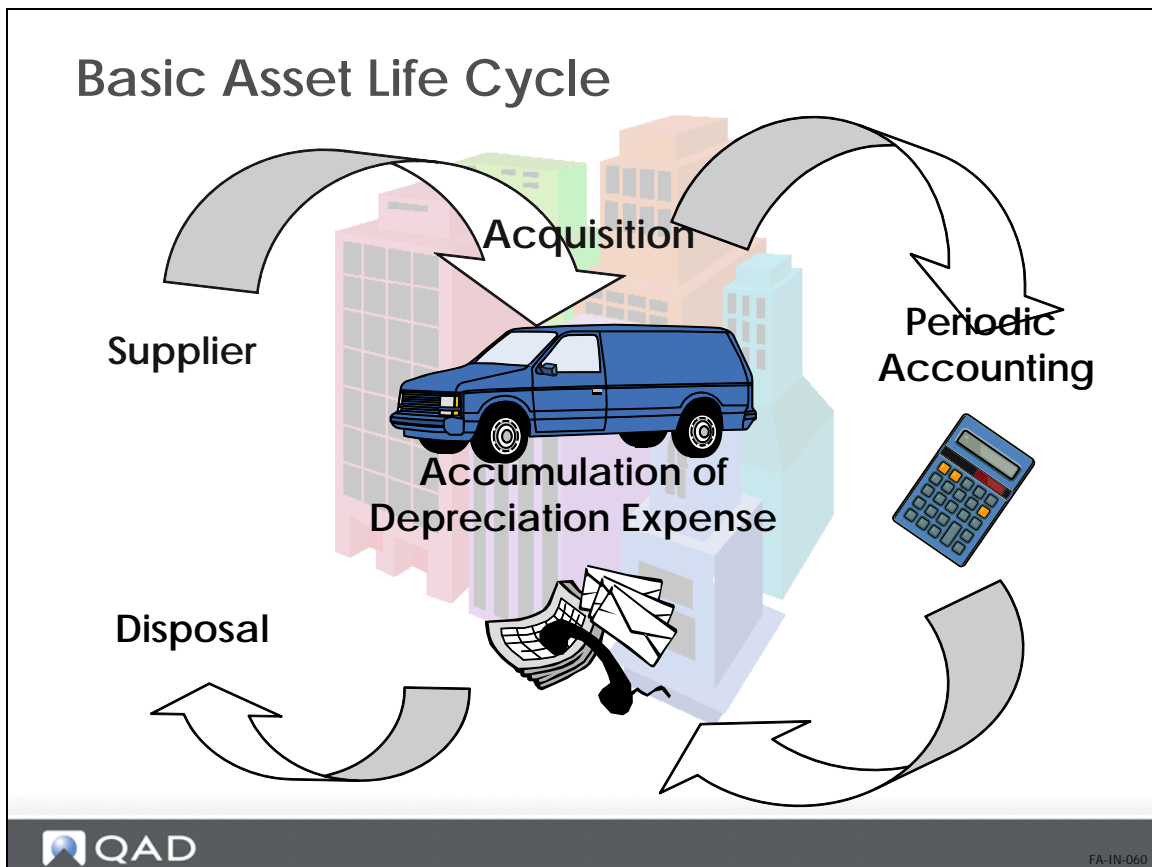 Basic Asset Life Cycle
Acquisition
Supplier
Periodic
Accounting
Accumulation of
Depreciation Expense
Disposal
QAD
FA-IN-060